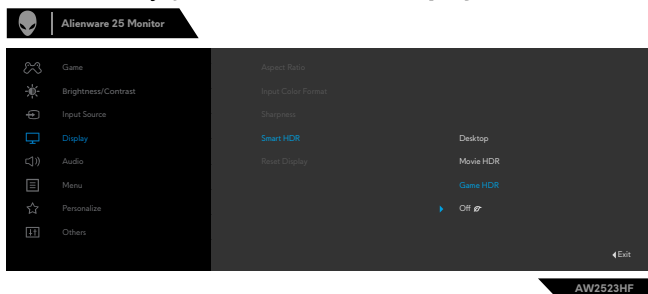 Alienware 25 Monitor
Game
Aspect Ratio
Brightness/Contrast
Input Color Format
Input Source
Sharpness
Display
Smart HDR
Desktop
Audio
Reset Display
Movie HDR
Menu
Game HDR
Personalize
Off
Others
Exit
AW2523HF